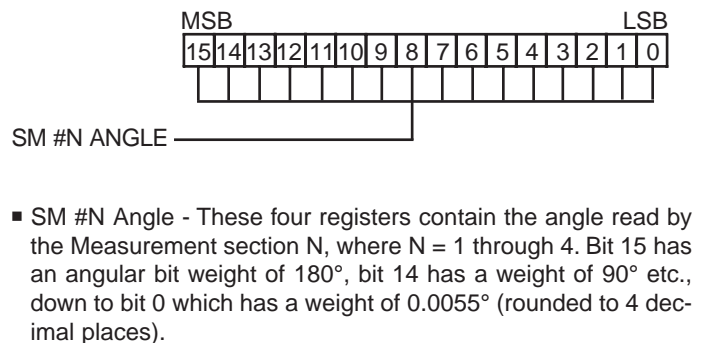 MSB LSB
15 14 13 12 11 10 9 8 7 6 5 4 3 2 1 0
SM #N ANGLE
■ SM #N Angle - These four registers contain the angle read by
the Measurement section N, where N = 1 through 4. Bit 15 has
an angular bit weight of 180°, bit 14 has a weight of 90° etc.,
down to bit 0 which has a weight of 0.0055° (rounded to 4 dec-
imal places).